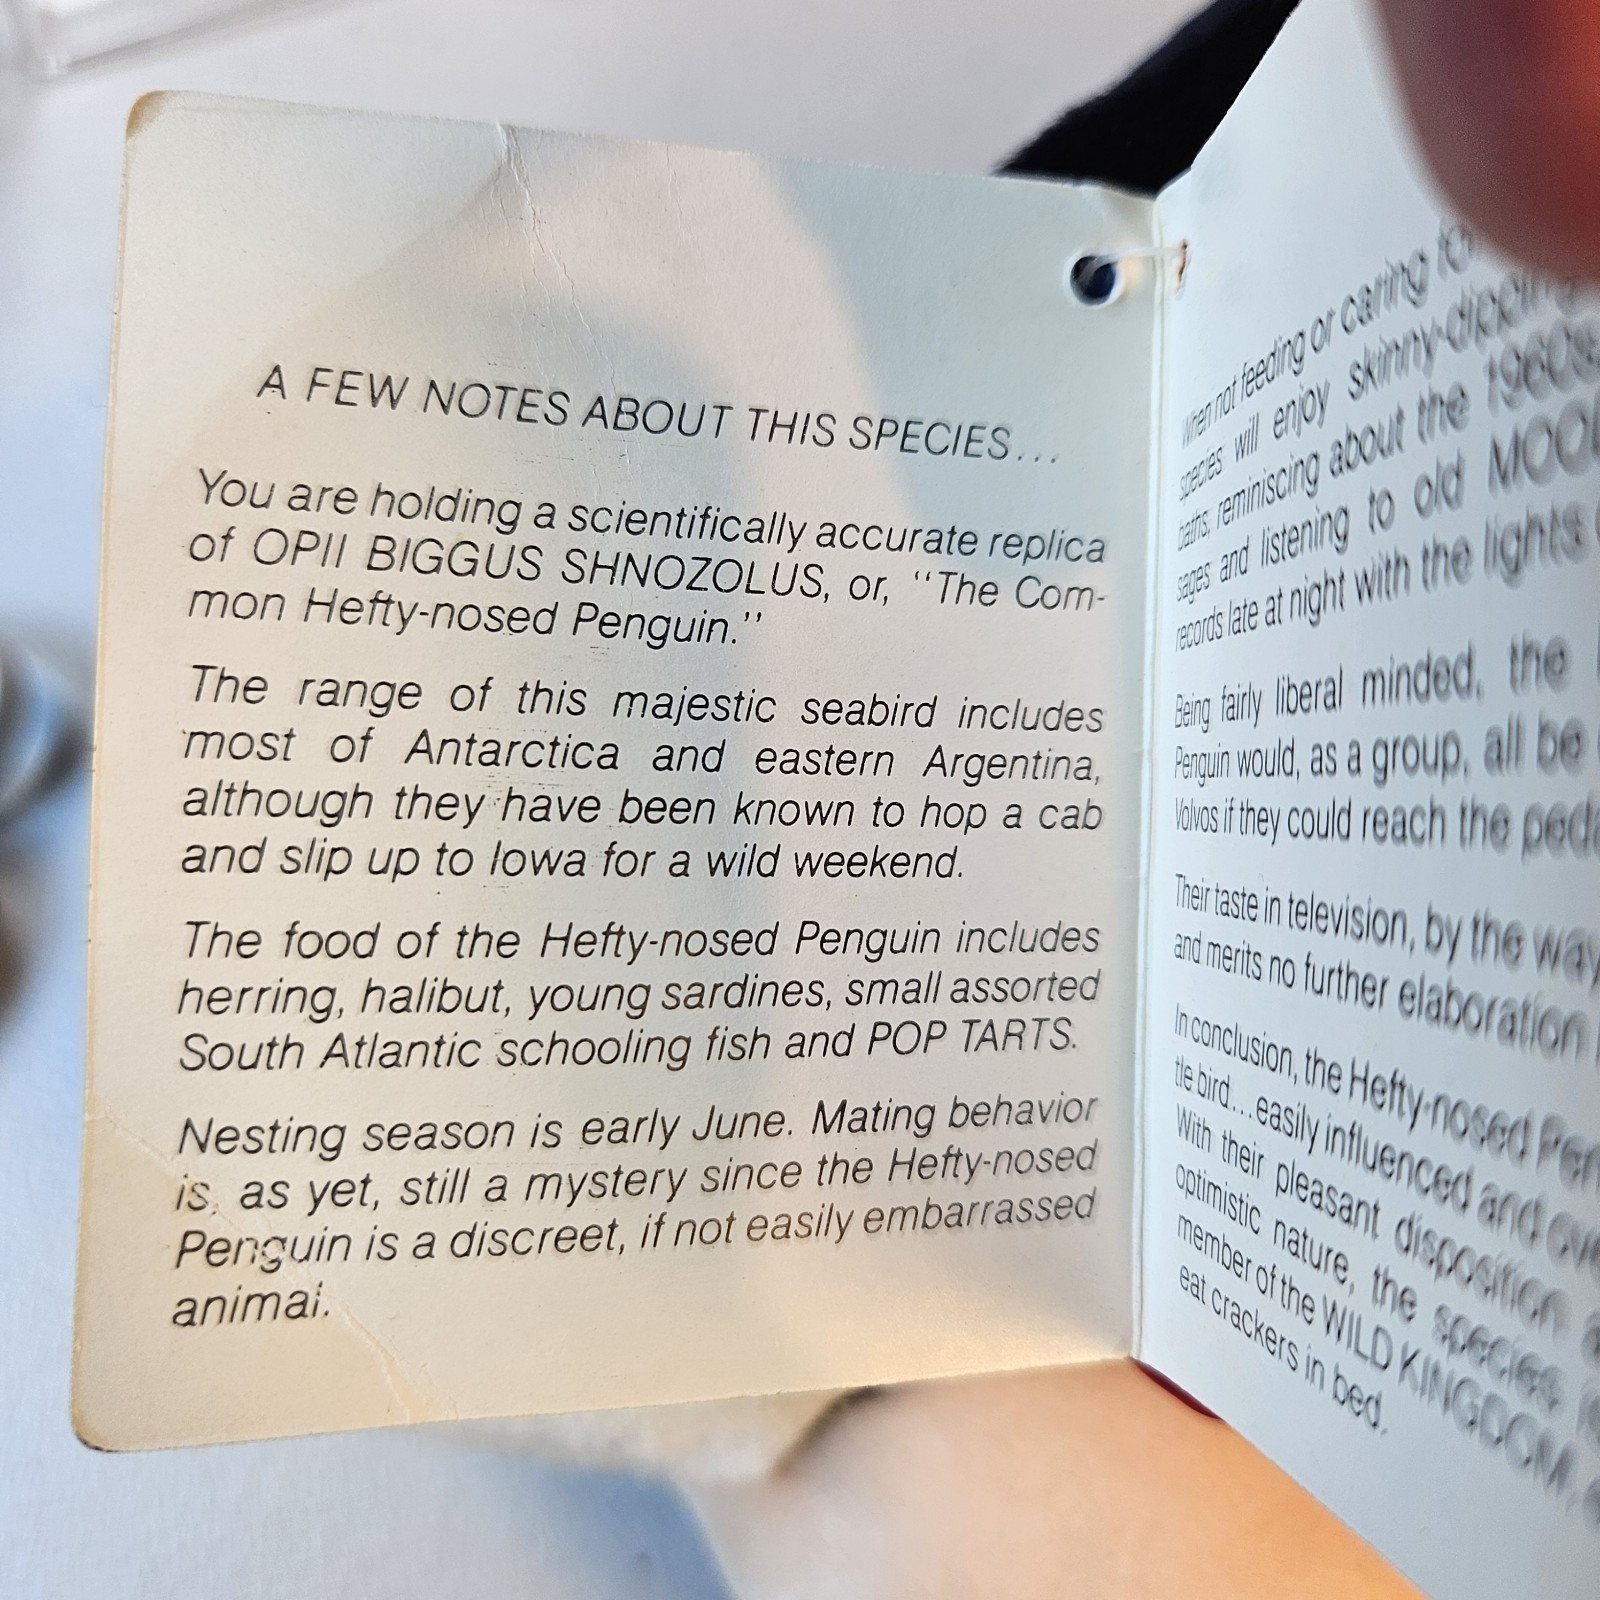 A FEW NOTES ABOUT THIS SPECIES...
You are holding a scientifically accurate replica
of OPII BIGGUS SHNOZOLUS, or, "The Com-
mon Hefty-nosed Penguin."
The range of this majestic seabird includes
most of Antarctica and eastern Argentina,
although they have been known to hop a cab
and slip up to Iowa for a wild weekend.
The food of the Hefty-nosed Penguin includes
herring, halibut, young sardines, small assorted
South Atlantic schooling fish and POP TARTS.
Nesting season is early June. Mating behavior
is, as yet, still a mystery since the Hefty-nosed
Penguin is a discreet, if not easily embarrassed
animal.
When not feeding or caring
species will enjoy skinny-dipping
baths, reminiscing about the 1960s
sages and listening to old
records late at night with the lights
Being fairly liberal minded, the
Penguin would, as a group, all be
Volvos if they could reach the
Their taste in television, by the way
and merits no further elaboration
In conclusion, the Hefty-nosed
tle bird...easily influenced and
With their pleasant disposition
optimistic nature, the species
member of the WILD KINGDOM,
eat crackers in bed.